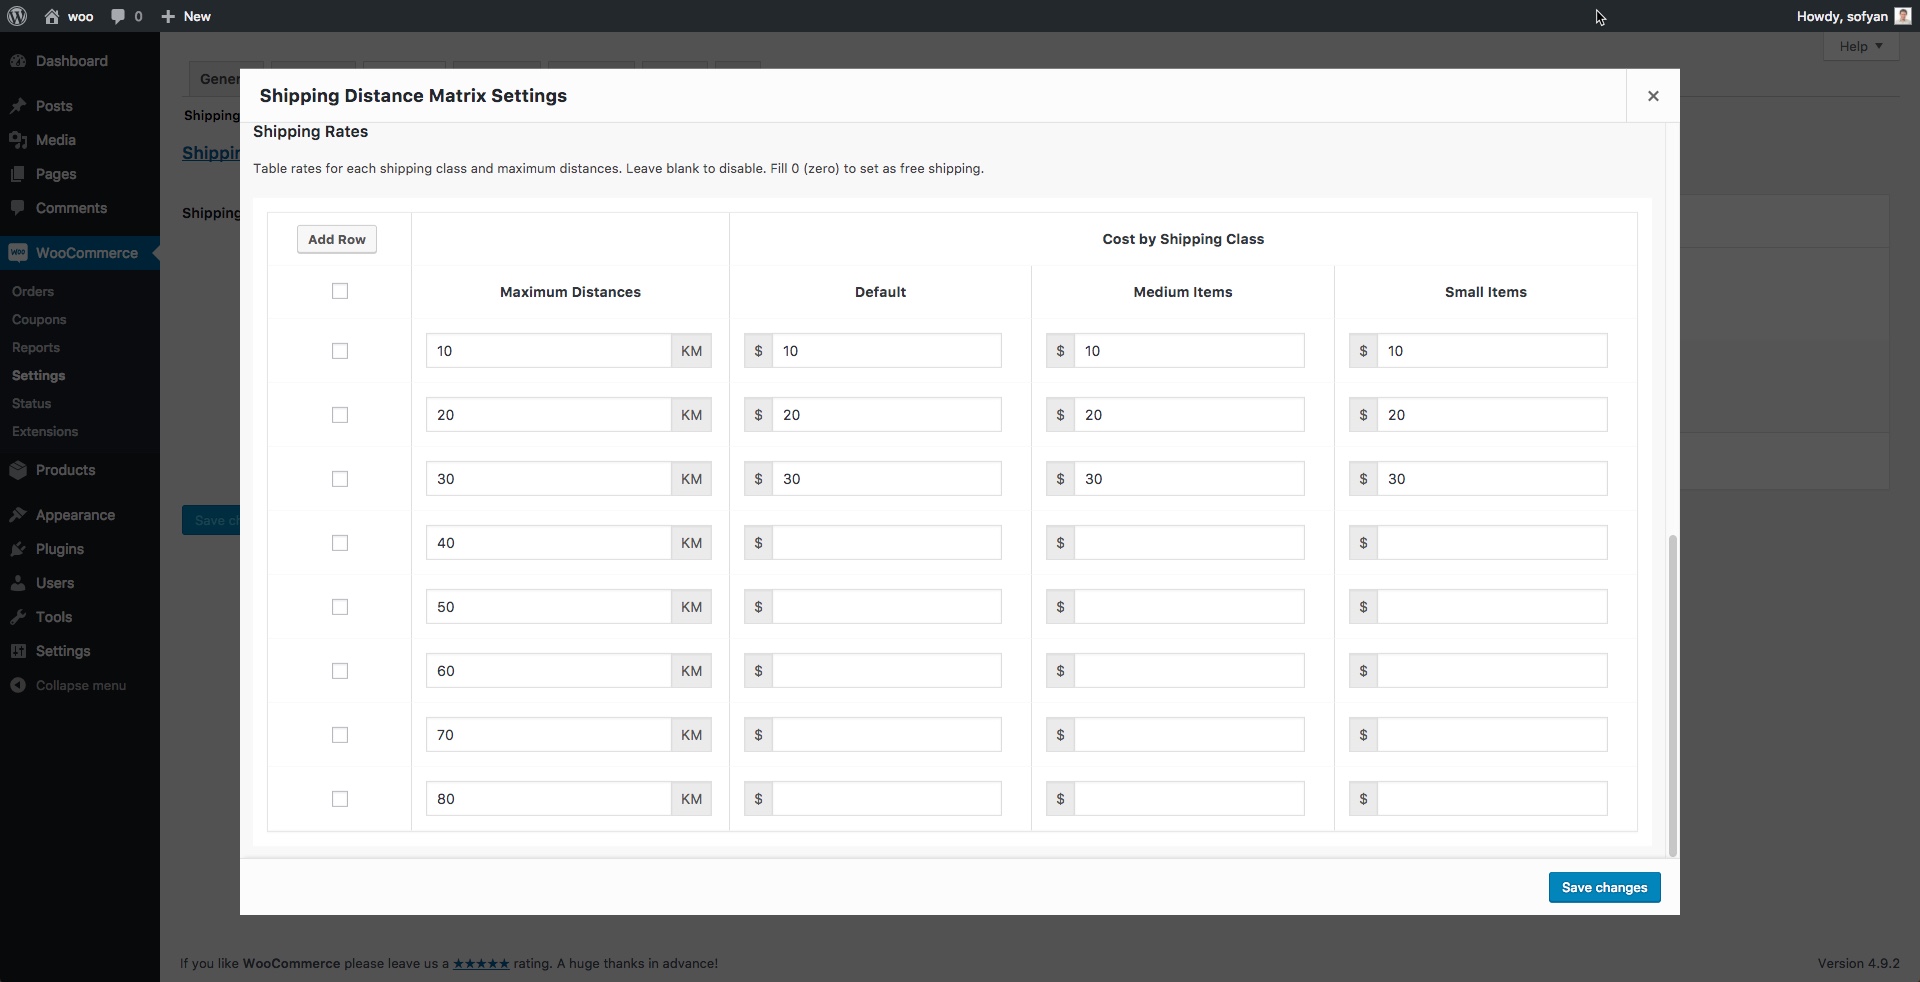 woo 0 New Howdy, sofyan
Help
Dashboard
Posts
Media
Pages
Comments
WooCommerce
Orders
Coupons
Reports
Settings
Status
Extensions
Products
Appearance
Plugins
Users
Tools
Settings
Collapse menu
Shipping
Shipping Distance Matrix Settings
Shipping Rates
Table rates for each shipping class and maximum distances. Leave blank to disable. Fill 0 (zero) to set as free shipping.
Shipping
Add Row Cost by Shipping Class
Maximum Distances Default Medium Items Small Items
10 KM $ 10 $ 10 $ 10
20 KM $ 20 $ 20 $ 20
30 KM $ 30 $ 30 $ 30
40 KM $ $ $
50 KM $ $ $
60 KM $ $ $
70 KM $ $ $
80 KM $ $ $
Save changes
If you like WooCommerce please leave us a ★★★★★ rating. A huge thanks in advance!
Version 4.9.2